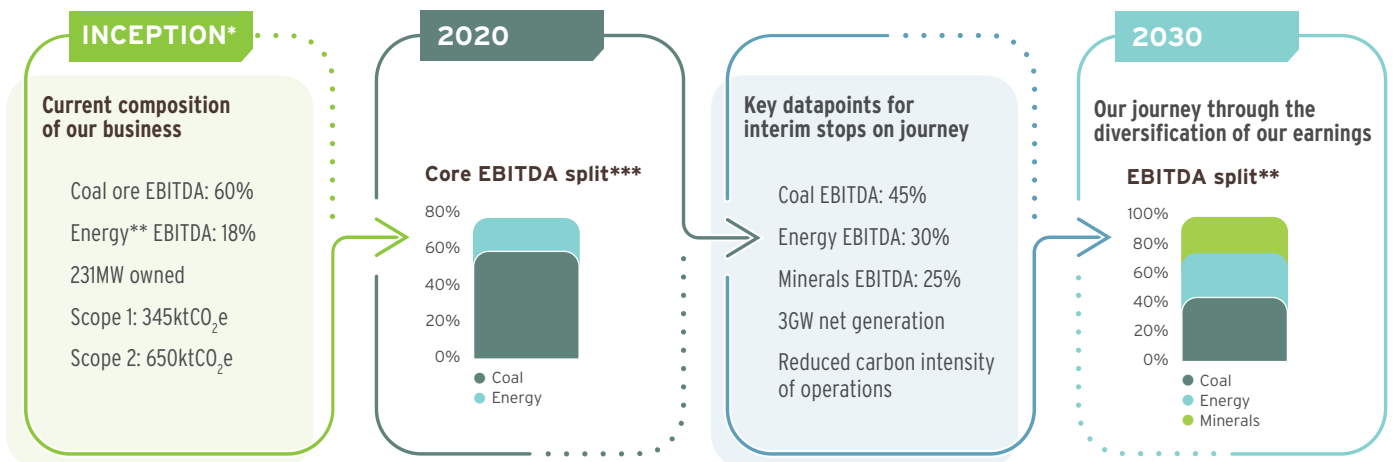 INCEPTION*
Current composition
of our business
Coal ore EBITDA: 60%
Energy** EBITDA: 18%
231MW owned
Scope 1: 345ktCO₂e
Scope 2: 650ktCO₂e
2020
Core EBITDA split***
80%
60%
40%
20%
0%
Coal
Energy
Key datapoints for
interim stops on journey
Coal EBITDA: 45%
Energy EBITDA: 30%
Minerals EBITDA: 25%
3GW net generation
Reduced carbon intensity
of operations
2030
Our journey through the
diversification of our earnings
EBITDA split**
100%
80%
60%
40%
20%
0%
Coal
Energy
Minerals